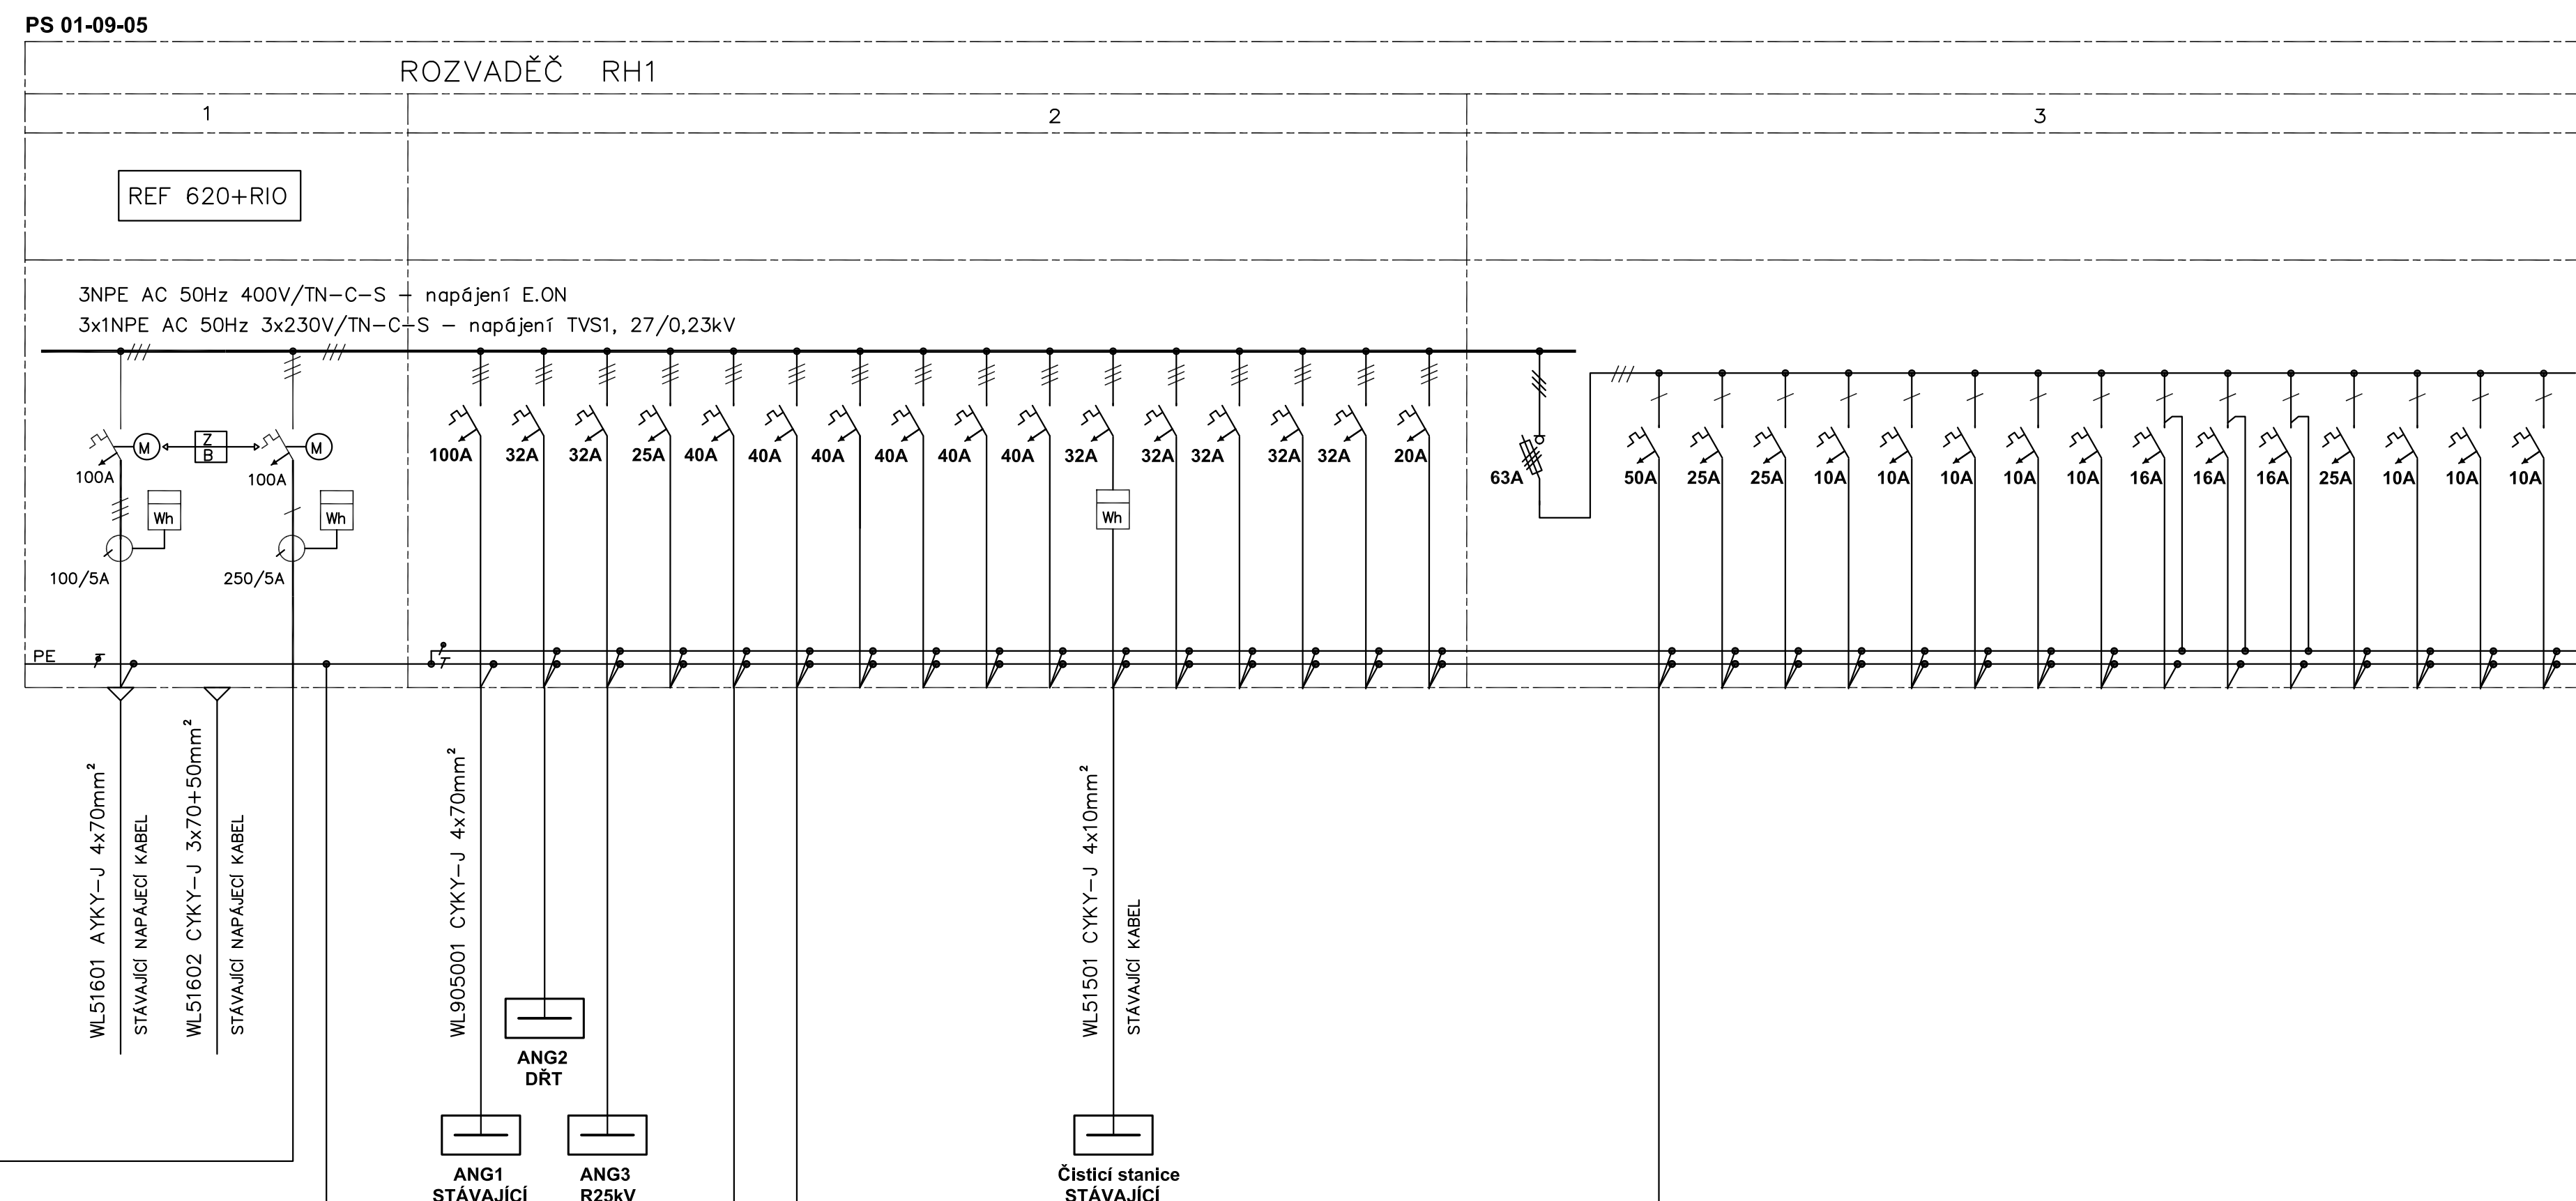 PS 01-09-05
ROZVADĚČ RH1
1
2
3
REF 620+RIO
3NPE AC 50Hz 400V/TN-C-S - napájení E.ON
3x1NPE AC 50Hz 3x230V/TN-C-S - napájení TVS1, 27/0,23kV
M
Z
B
M
100A
100A
Wh
Wh
100/5A
250/5A
100A
32A
32A
25A
40A
40A
40A
40A
40A
40A
32A
32A
32A
32A
32A
20A
Wh
63A
50A
25A
25A
10A
10A
10A
10A
10A
16A
16A
16A
25A
10A
10A
10A
PE
WL51601 AYKY-J 4x70mm²
STÁVAJÍCÍ NAPÁJECÍ KABEL
WL51602 CYKY-J 3x70+50mm²
STÁVAJÍCÍ NAPÁJECÍ KABEL
WL905001 CYKY-J 4x70mm²
WL51501 CYKY-J 4x10mm²
STÁVAJÍCÍ KABEL
ANG2
DŘT
ANG1
STÁVAJÍCÍ
ANG3
R25kV
Čisticí stanice
STÁVAJÍCÍ